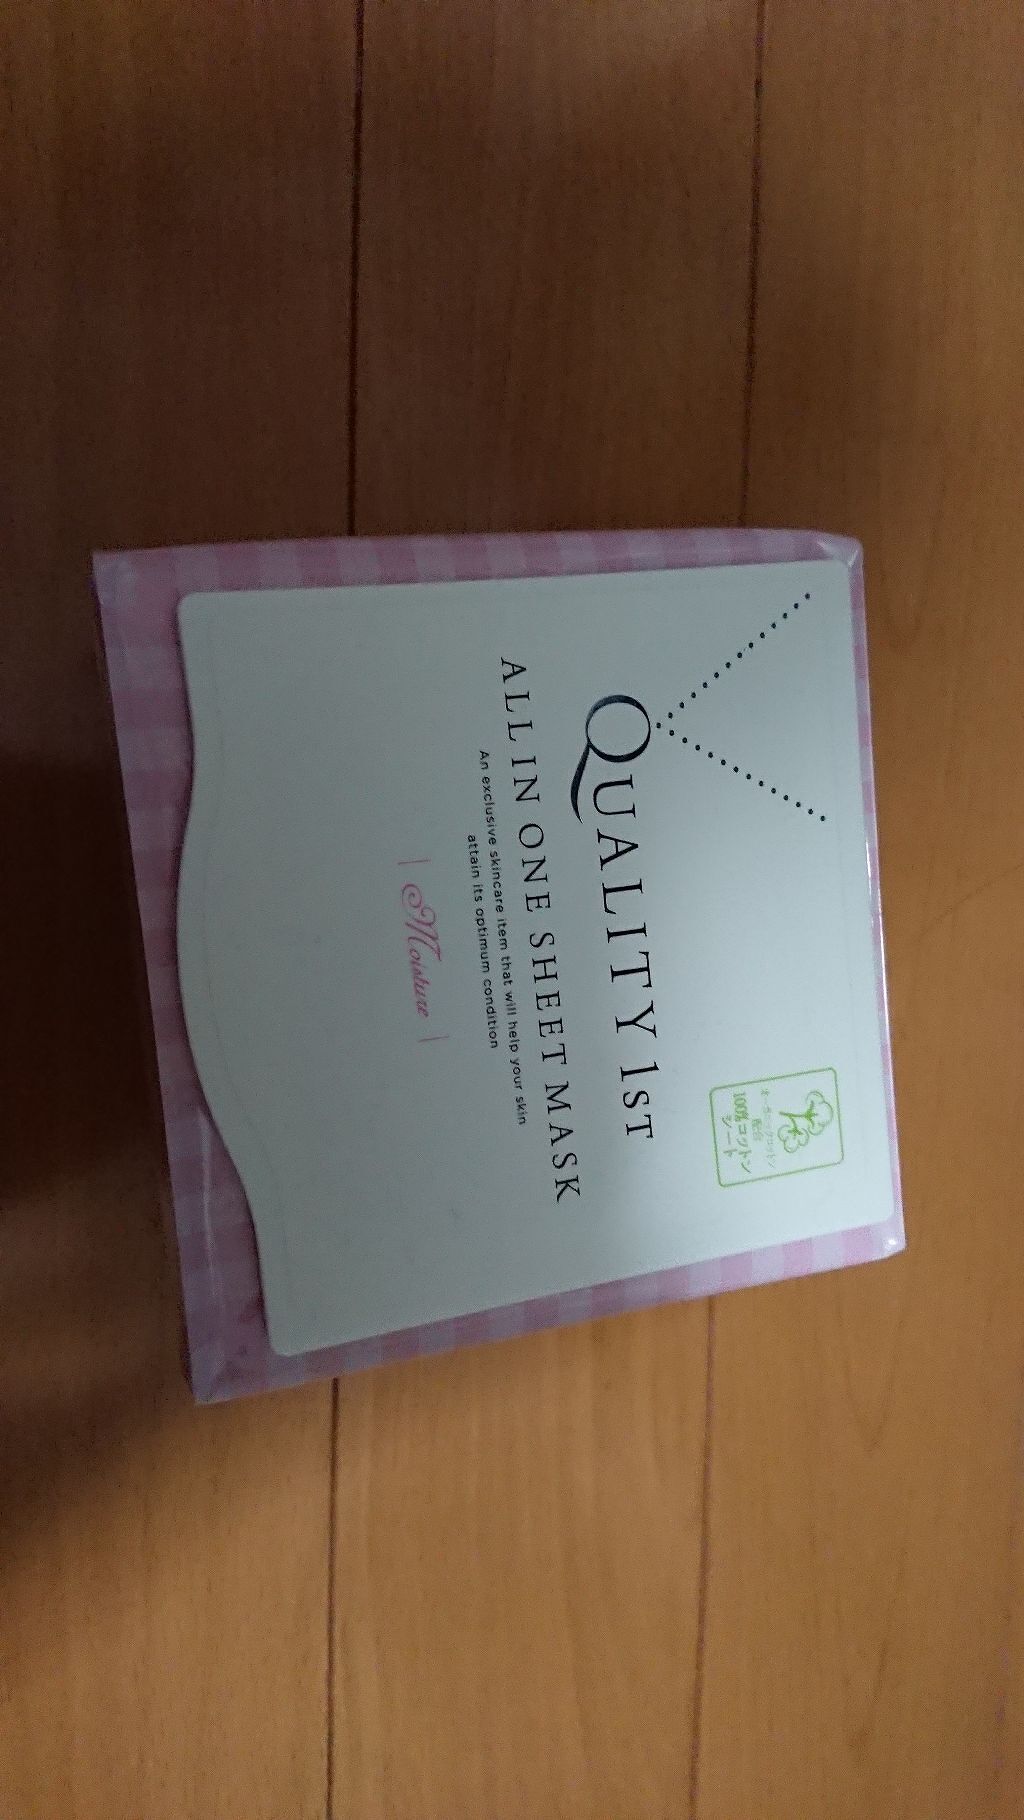 オーガニックコットン
配合
100%コットン
シート
QUALITY 1ST
ALL IN ONE SHEET MASK
An exclusive skincare item that will help your skin
attain its optimum condition
Moisture